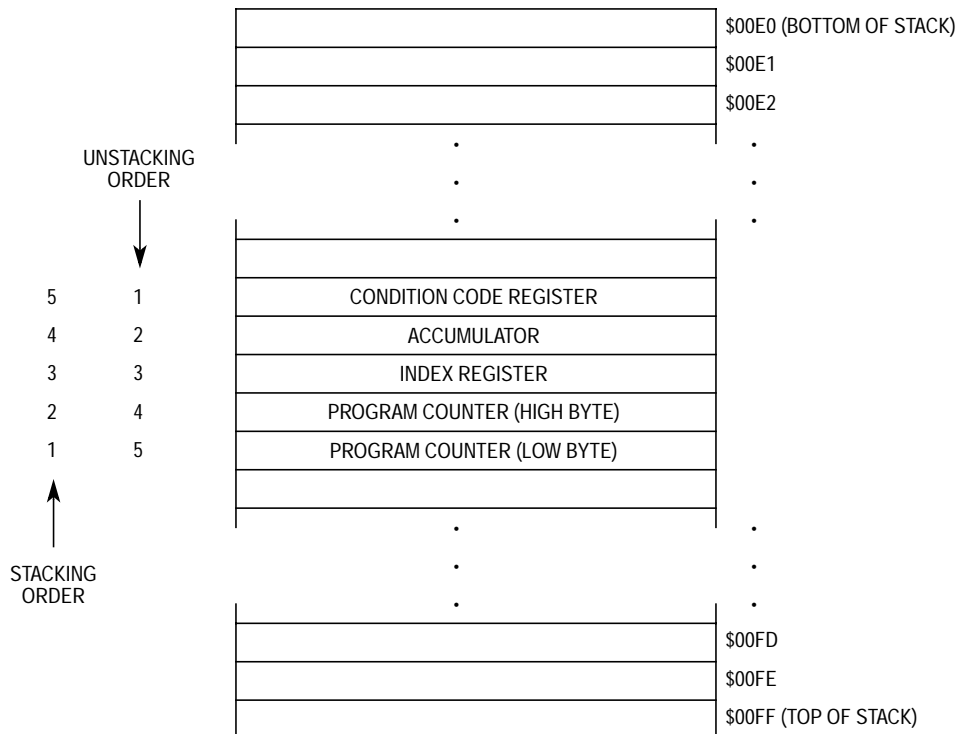 $00E0 (BOTTOM OF STACK)
$00E1
$00E2
UNSTACKING
ORDER
5 1 CONDITION CODE REGISTER
4 2 ACCUMULATOR
3 3 INDEX REGISTER
2 4 PROGRAM COUNTER (HIGH BYTE)
1 5 PROGRAM COUNTER (LOW BYTE)
STACKING
ORDER
$00FD
$00FE
$00FF (TOP OF STACK)